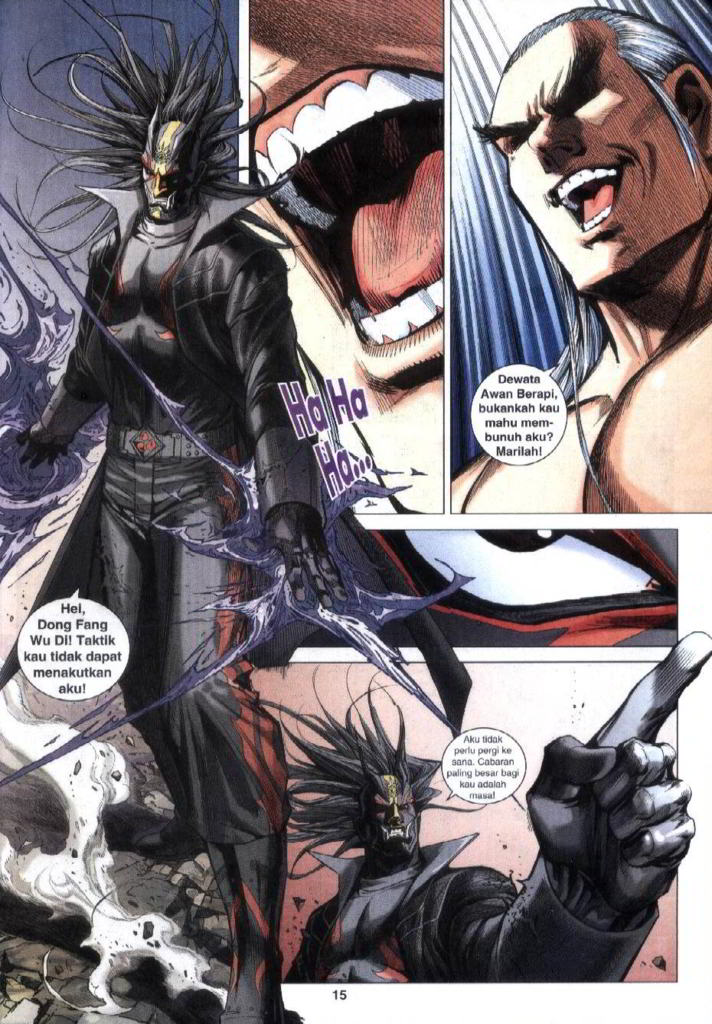 Hei,
Dong Fang
Wu Di! Taktik
kau tidak dapat
menakutkan
aku!
Ha Ha
Ha...
Dewata
Awan Berapi,
bukankah kau
mahu mem-
bunuh aku?
Marilah!
Aku tidak
perlu pergi ke
sana. Cabaran
paling besar bagi
kau adalah
masa!
15